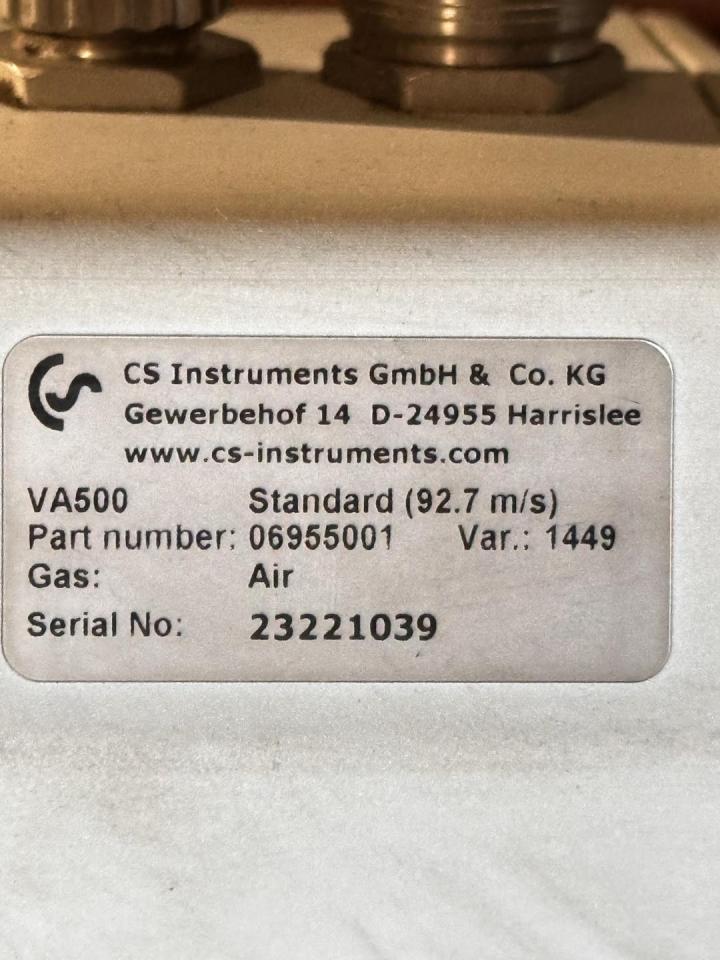 CS Instruments GmbH & Co. KG
Gewerbehof 14 D-24955 Harrislee
www.cs-instruments.com
VA500 Standard (92.7 m/s)
Part number: 06955001 Var.: 1449
Gas: Air
Serial No: 23221039